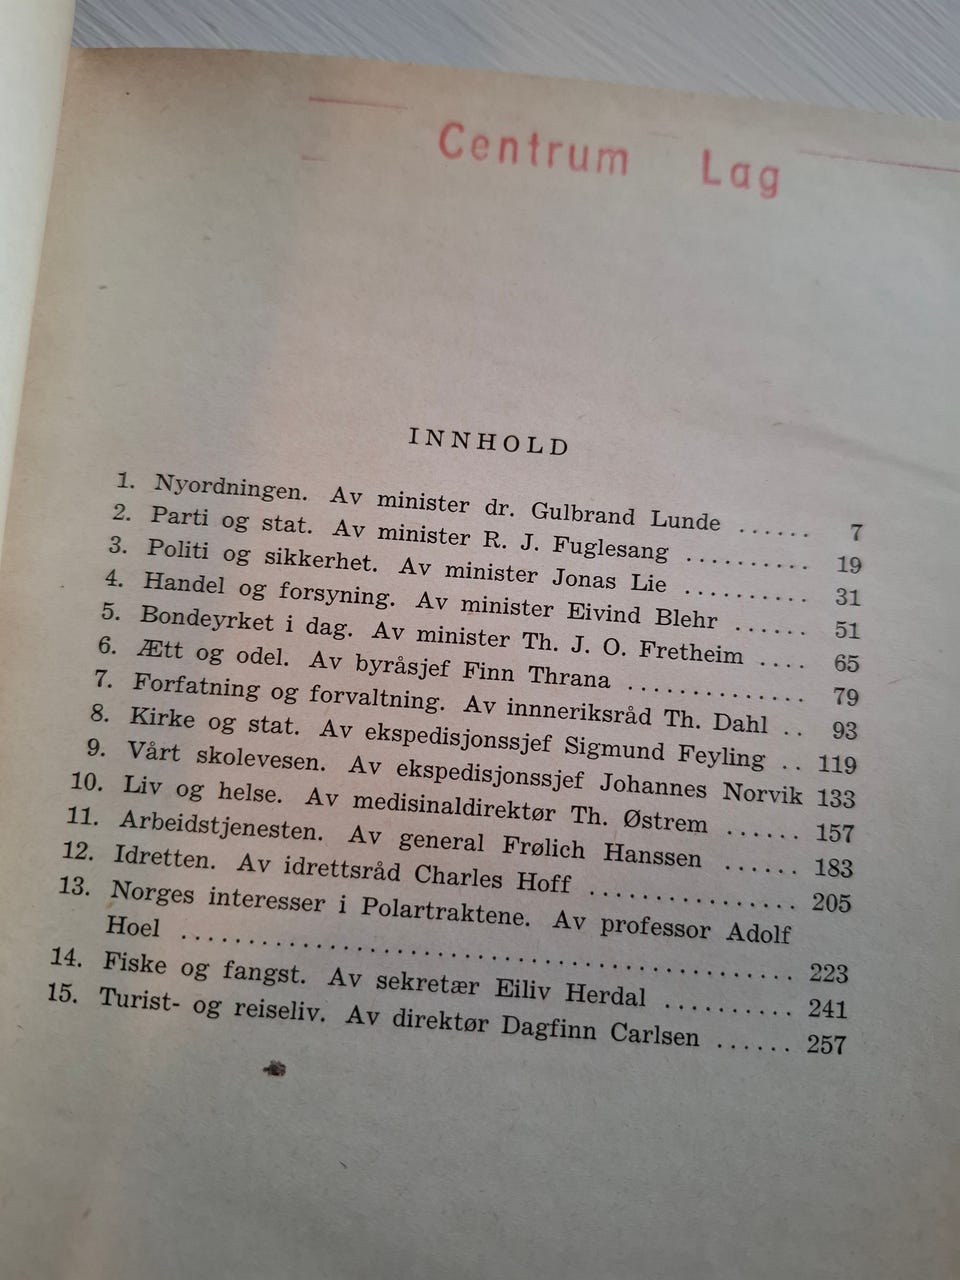 Centrum Lag
INNHOLD
1. Nyordningen. Av minister dr. Gulbrand Lunde ...... 7
2. Parti og stat. Av minister R. J. Fuglesang .......... 19
3. Politi og sikkerhet. Av minister Jonas Lie .......... 31
4. Handel og forsyning. Av minister Eivind Blehr ...... 51
5. Bondeyrket i dag. Av minister Th. J. O. Fretheim .... 65
6. Ætt og odel. Av byråsjef Finn Thrana .............. 79
7. Forfatning og forvaltning. Av innneriksråd Th. Dahl .. 93
8. Kirke og stat. Av ekspedisjonssjef Sigmund Feyling .. 119
9. Vårt skolevesen. Av ekspedisjonssjef Johannes Norvik 133
10. Liv og helse. Av medisinaldirektør Th. Østrem ...... 157
11. Arbeidstjenesten. Av general Frølich Hanssen ...... 183
12. Idretten. Av idrettsråd Charles Hoff ................ 205
13. Norges interesser i Polartraktene. Av professor Adolf
Hoel .............................................. 223
14. Fiske og fangst. Av sekretær Eiliv Herdal .......... 241
15. Turist- og reiseliv. Av direktør Dagfinn Carlsen ...... 257